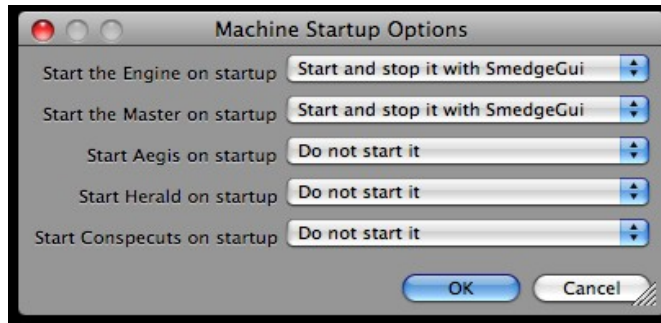 Machine Startup Options
Start the Engine on startup Start and stop it with SmedgeGui
Start the Master on startup Start and stop it with SmedgeGui
Start Aegis on startup Do not start it
Start Herald on startup Do not start it
Start Conspecuts on startup Do not start it
OK Cancel